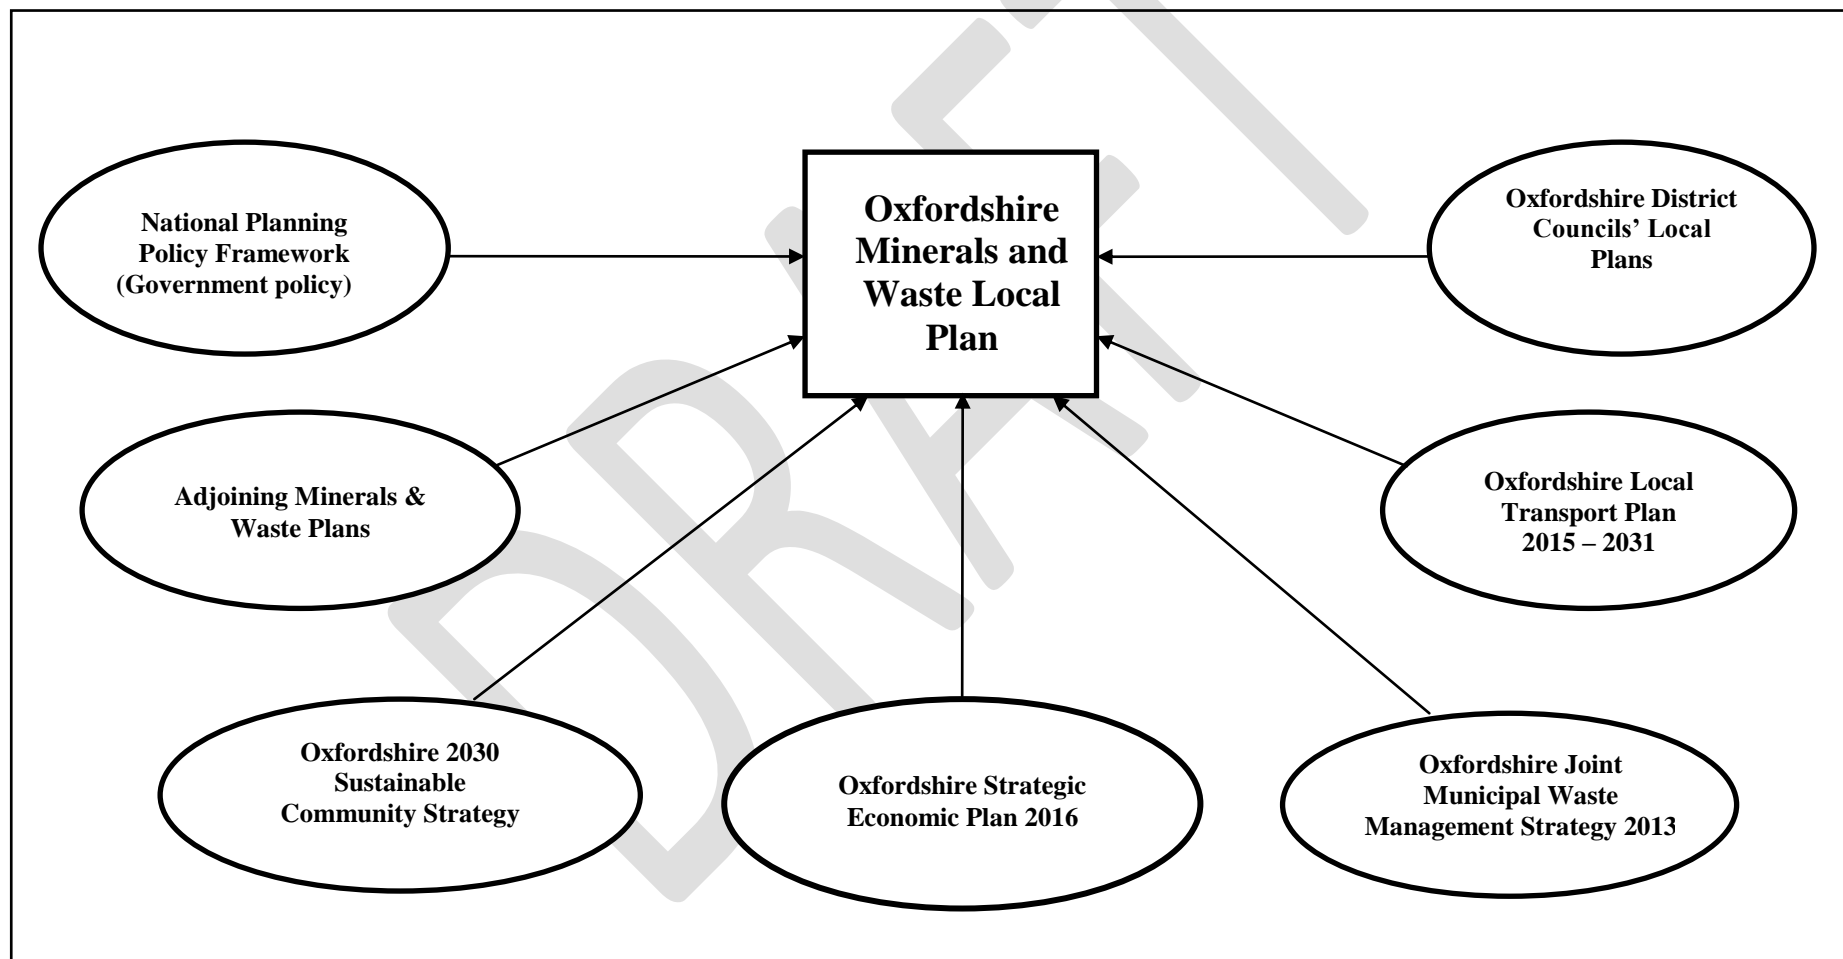 National Planning
Policy Framework
(Government policy)
Oxfordshire
Minerals and
Waste Local
Plan
Oxfordshire District
Councils’ Local
Plans
Adjoining Minerals &
Waste Plans
Oxfordshire Local
Transport Plan
2015 – 2031
Oxfordshire 2030
Sustainable
Community Strategy
Oxfordshire Strategic
Economic Plan 2016
Oxfordshire Joint
Municipal Waste
Management Strategy 2013
DRAFT